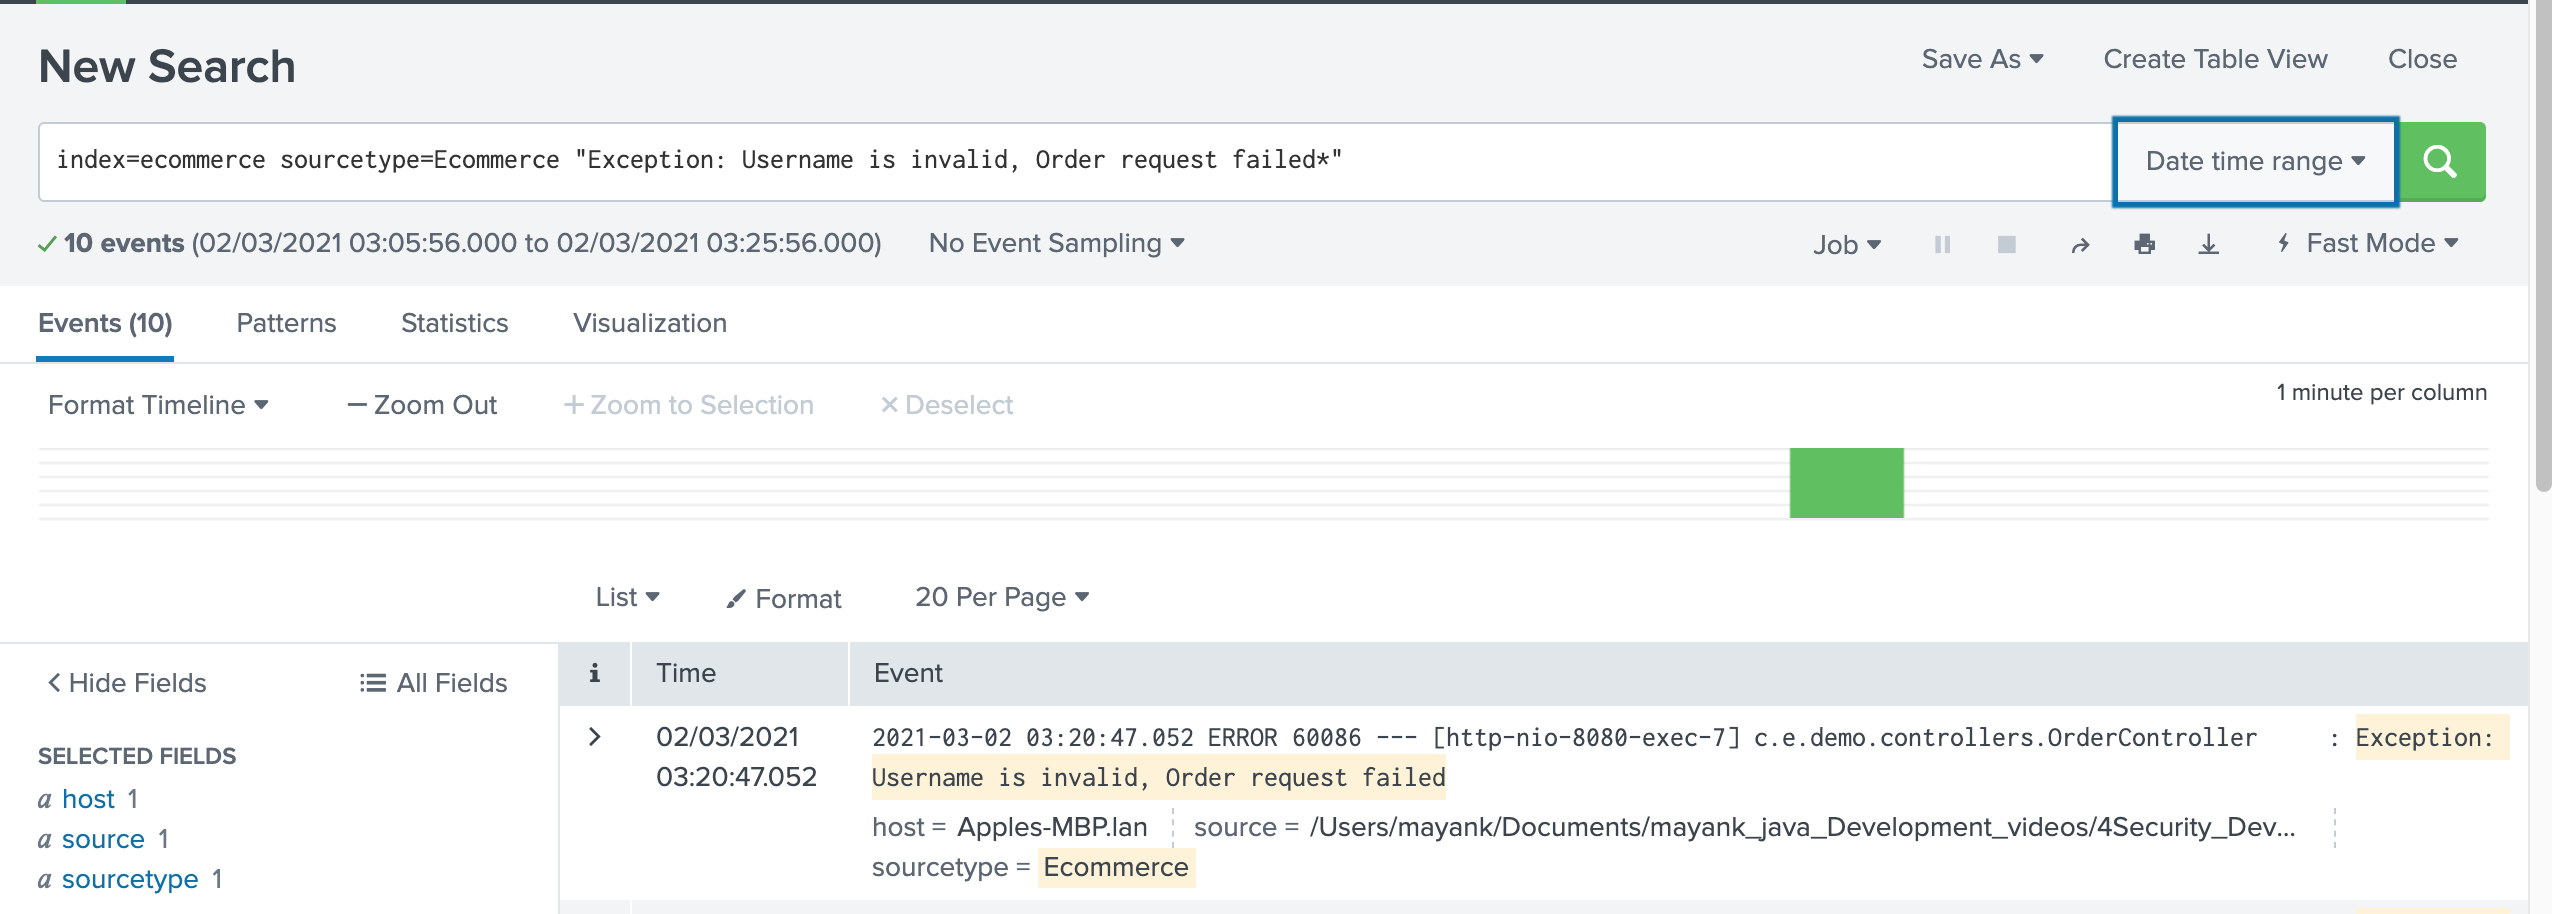 New Search
Save As
Create Table View
Close
index=ecommerce sourcetype=Ecommerce "Exception: Username is invalid, Order request failed*"
Date time range
10 events (02/03/2021 03:05:56.000 to 02/03/2021 03:25:56.000)
No Event Sampling
Job
Fast Mode
Events (10)
Patterns
Statistics
Visualization
Format Timeline
— Zoom Out
+ Zoom to Selection
× Deselect
1 minute per column
List
Format
20 Per Page
< Hide Fields
All Fields
i
Time
Event
SELECTED FIELDS
a host 1
a source 1
a sourcetype 1
>
02/03/2021
03:20:47.052
2021-03-02 03:20:47.052 ERROR 60086 --- [http-nio-8080-exec-7] c.e.demo.controllers.OrderController : Exception:
Username is invalid, Order request failed
host = Apples-MBP.lan
source = /Users/mayank/Documents/mayank_java_Development_videos/4Security_Dev...
sourcetype = Ecommerce